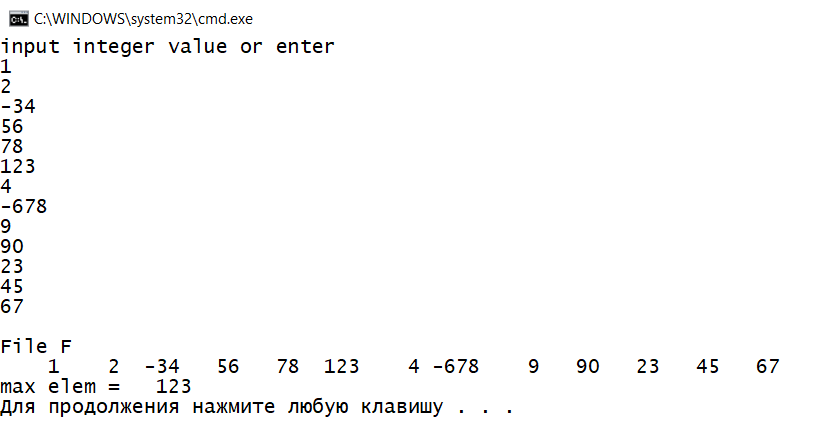 C:\WINDOWS\system32\cmd.exe
input integer value or enter
1
2
-34
56
78
123
4
-678
9
90
23
45
67
File F
    1    2  -34   56   78  123    4 -678    9   90   23   45   67
max elem =   123
Для продолжения нажмите любую клавишу . . .